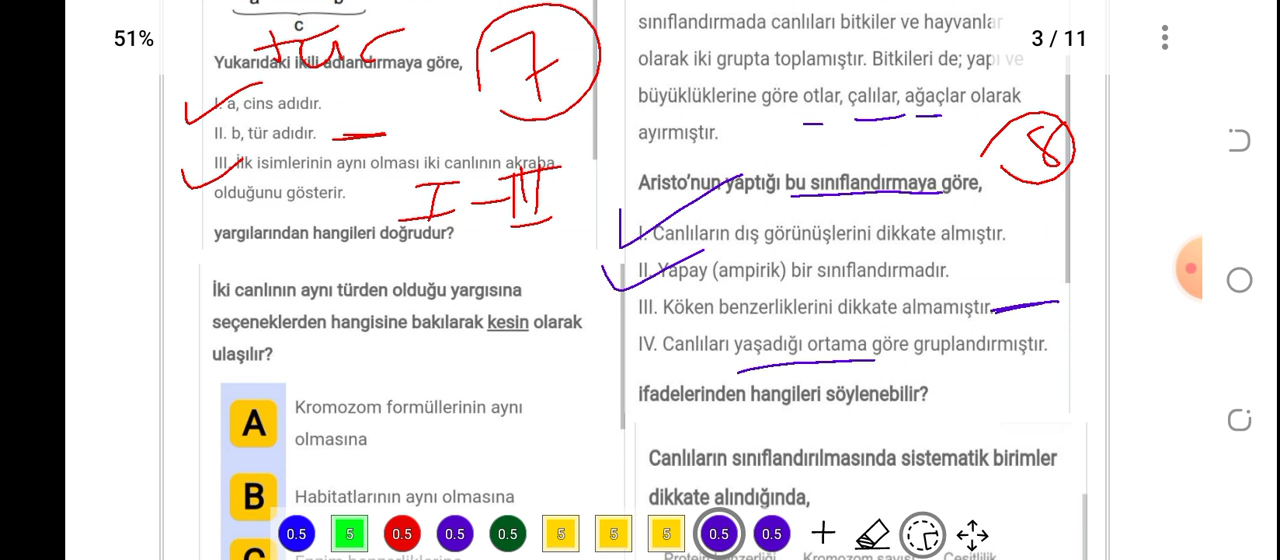 51%
3 / 11
c
tür
Yukarıdaki ikili adlandırmaya göre,
7
I. a, cins adıdır.
II. b, tür adıdır.
III. İlk isimlerinin aynı olması iki canlının akraba
olduğunu gösterir.
I - III
yargılarından hangileri doğrudur?
İki canlının aynı türden olduğu yargısına
seçeneklerden hangisine bakılarak kesin olarak
ulaşılır?
A
Kromozom formüllerinin aynı
olmasına
B
Habitatlarının aynı olmasına
sınıflandırmada canlıları bitkiler ve hayvanlar
olarak iki grupta toplamıştır. Bitkileri de; yapı ve
büyüklüklerine göre otlar, çalılar, ağaçlar olarak
ayırmıştır.
8
Aristo'nun yaptığı bu sınıflandırmaya göre,
I. Canlıların dış görünüşlerini dikkate almıştır.
II. Yapay (ampirik) bir sınıflandırmadır.
III. Köken benzerliklerini dikkate almamıştır.
IV. Canlıları yaşadığı ortama göre gruplandırmıştır.
ifadelerinden hangileri söylenebilir?
Canlıların sınıflandırılmasında sistematik birimler
dikkate alındığında,
0.5 5 0.5 0.5 0.5 5 5 5 0.5 0.5